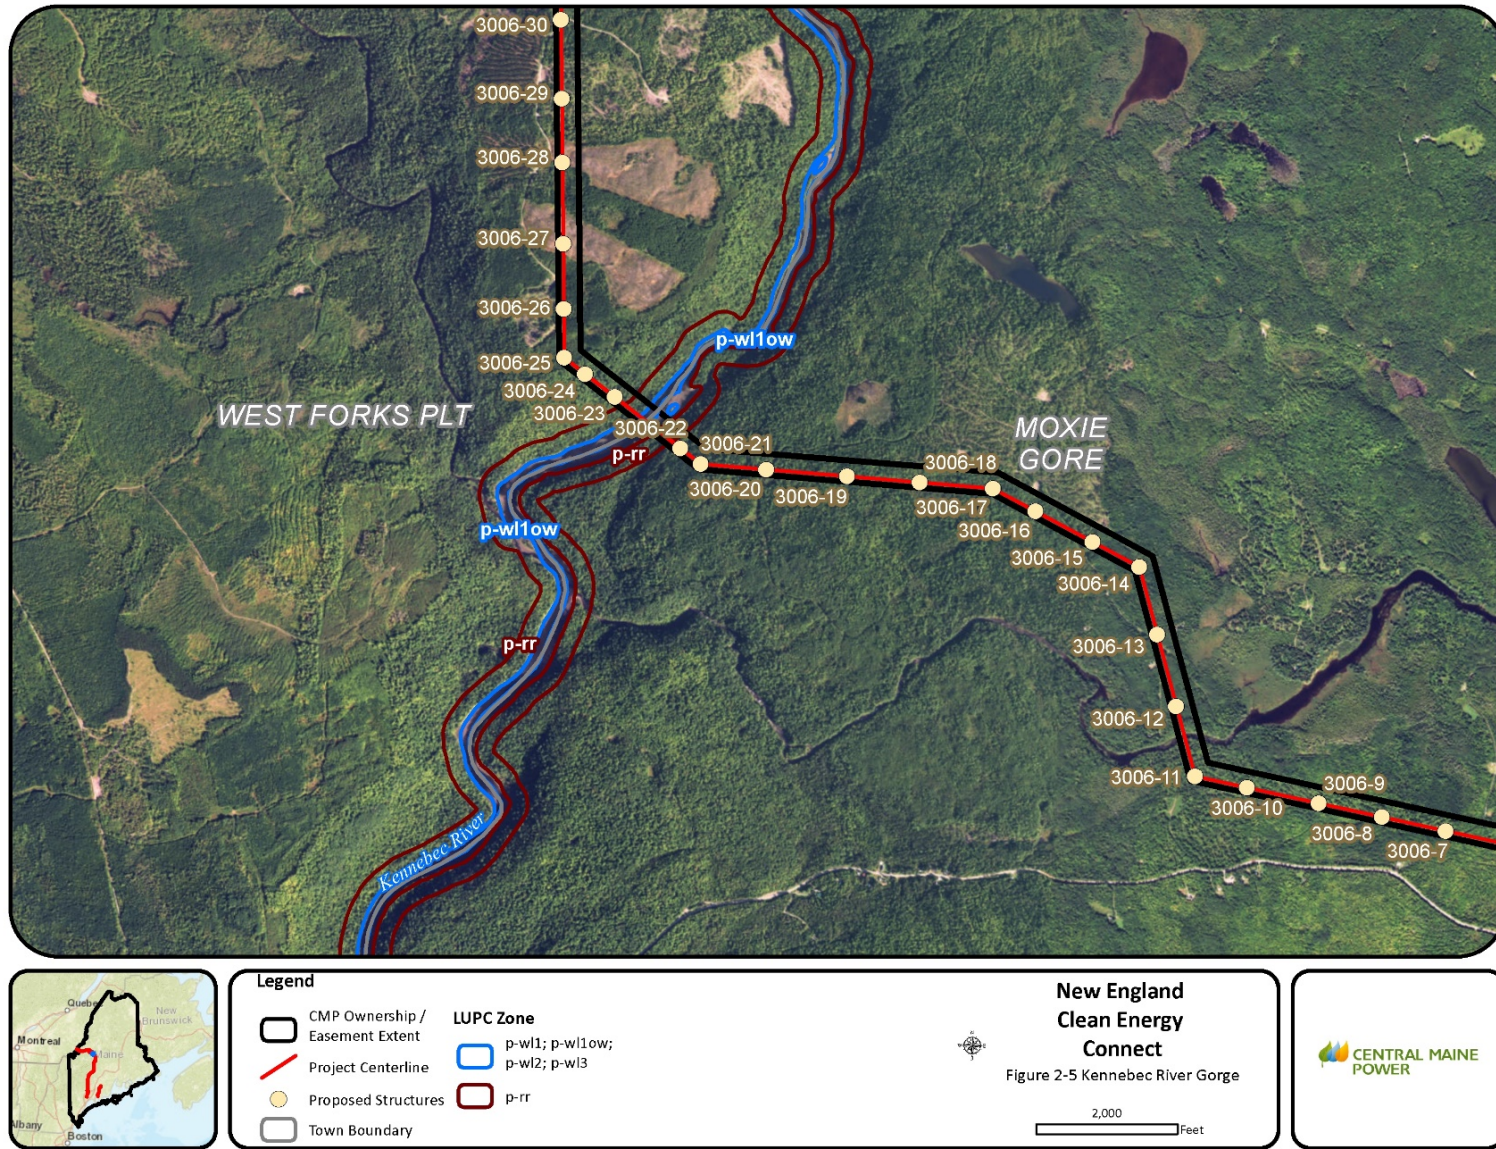 3006-30
3006-29
3006-28
3006-27
3006-26
3006-25
3006-24
3006-23
3006-22
3006-21
3006-20
3006-19
3006-18
3006-17
3006-16
3006-15
3006-14
3006-13
3006-12
3006-11
3006-10
3006-9
3006-8
3006-7
p-wl1ow
WEST FORKS PLT
MOXIE
GORE
p-rr
p-wl1ow
p-rr
Kennebec River
Quebec
New
Brunswick
Montreal
Maine
Albany
Boston
Legend
CMP Ownership /
Easement Extent
Project Centerline
Proposed Structures
Town Boundary
LUPC Zone
p-wl1; p-wl1ow;
p-wl2; p-wl3
p-rr
New England
Clean Energy
Connect
Figure 2-5 Kennebec River Gorge
2,000
Feet
CENTRAL MAINE
POWER